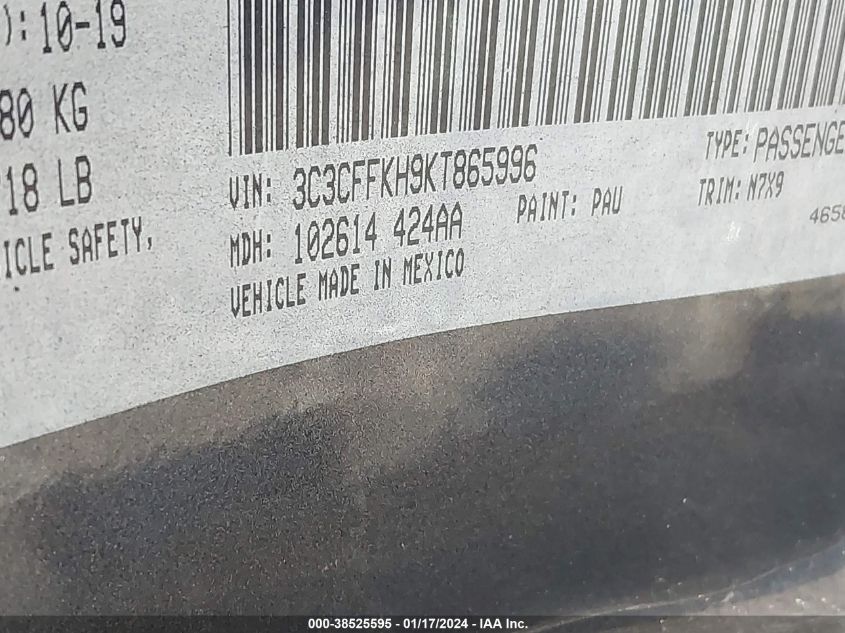 ): 10-19
80 KG
18 LB
ICLE SAFETY,
VIN: 3C3CFFKH9KT865996
TYPE: PASSENGE
MDH: 102614 424AA
PAINT: PAU
TRIM: N7X9
VEHICLE MADE IN MEXICO
4658
000-38525595 - 01/17/2024 - IAA Inc.